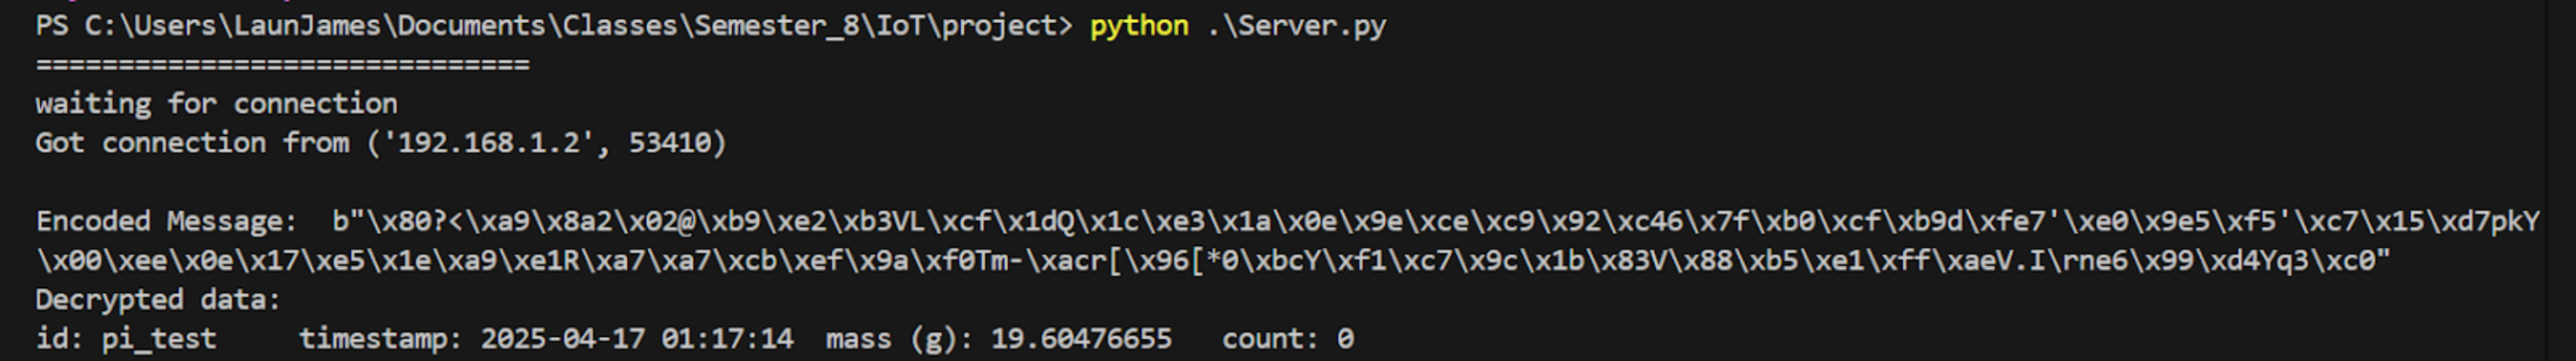 PS C:\Users\LaunJames\Documents\Classes\Semester_8\IoT\project> python .\Server.py
==============================
waiting for connection
Got connection from ('192.168.1.2', 53410)
Encoded Message:  b"\x80?<\xa9\x8a2\x02@\xb9\xe2\xb3VL\xcf\x1dQ\x1c\xe3\x1a\x0e\x9e\xce\xc9\x92\xc46\x7f\xb0\xcf\xb9d\xfe7'\xe0\x9e5\xf5'\xc7\x15\xd7pkY
\x00\xee\x0e\x17\xe5\x1e\xa9\xe1R\xa7\xa7\xcb\xef\x9a\xf0Tm-\xacr[\x96[*0\xbcY\xf1\xc7\x9c\x1b\x83V\x88\xb5\xe1\xff\xaeV.I\rne6\x99\xd4Yq3\xc0"
Decrypted data:
id: pi_test     timestamp: 2025-04-17 01:17:14  mass (g): 19.60476655   count: 0